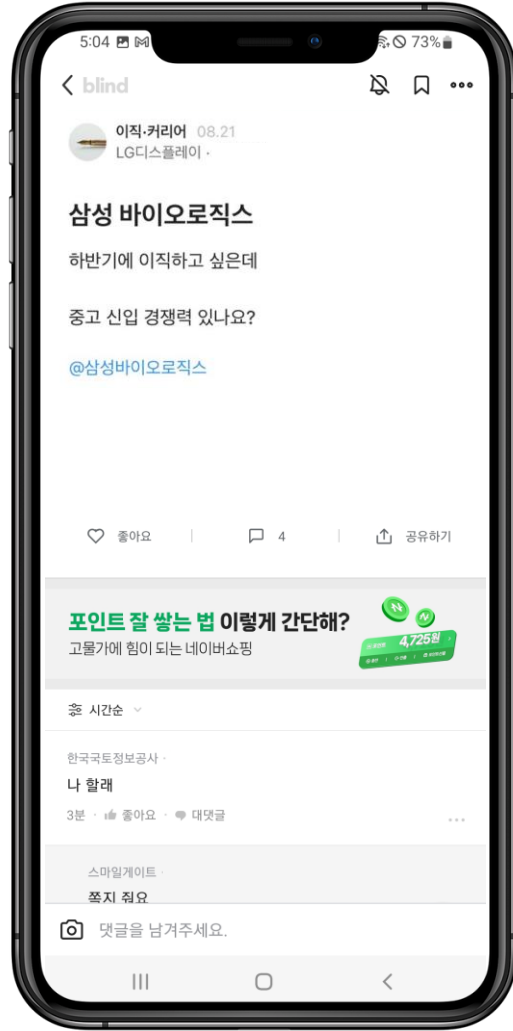 5:04 73%
blind
이직·커리어 08.21
LG디스플레이 ·
삼성 바이오로직스
하반기에 이직하고 싶은데
중고 신입 경쟁력 있나요?
@삼성바이오로직스
좋아요 4 공유하기
포인트 잘 쌓는 법 이렇게 간단해?
고물가에 힘이 되는 네이버쇼핑
4,725원
시간순
한국국토정보공사 ·
나 할래
3분 · 좋아요 · 대댓글
스마일게이트 ·
쪽지 줘요
댓글을 남겨주세요.